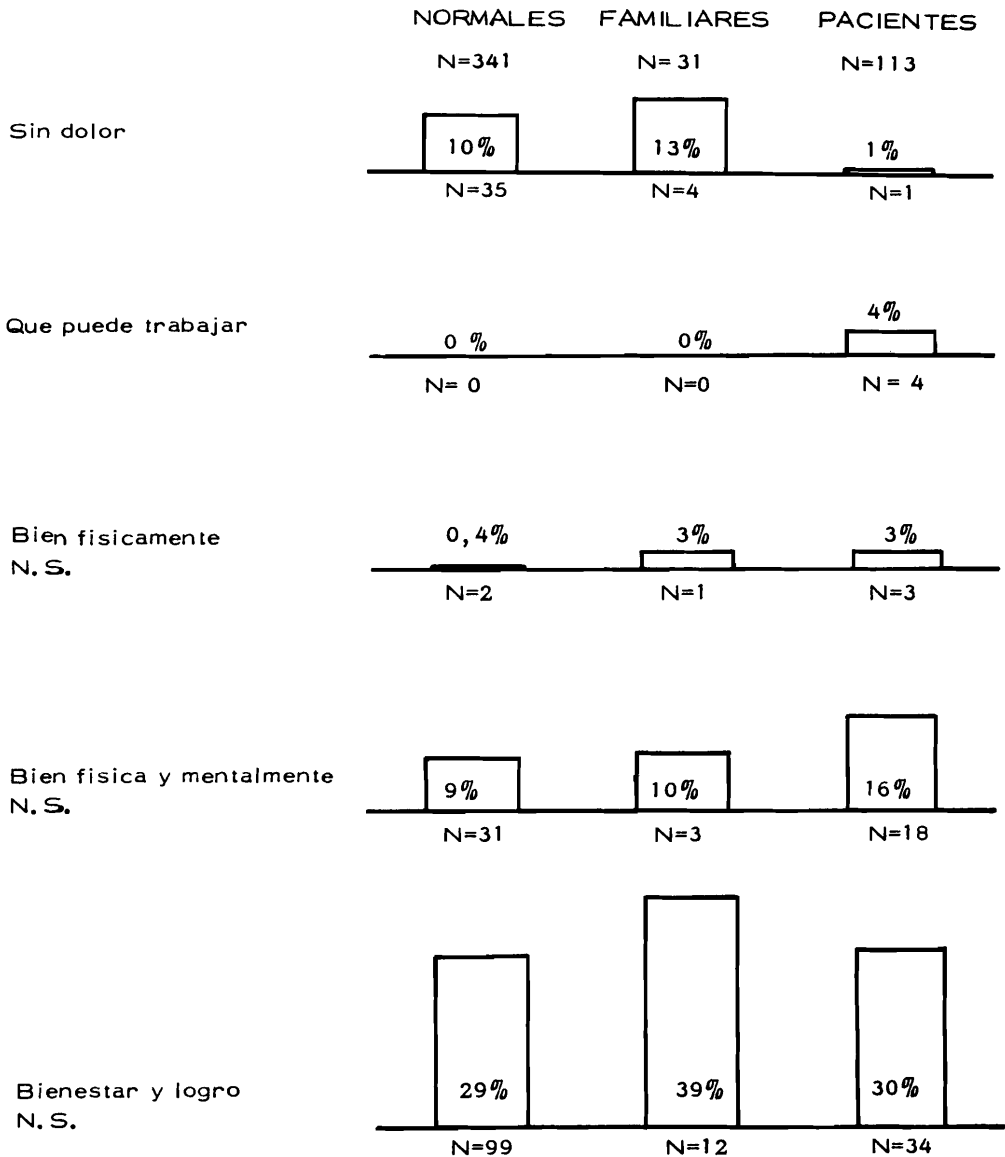 NORMALES FAMILIARES PACIENTES
N=341 N=31 N=113
Sin dolor
10% 13% 1%
N=35 N=4 N=1
Que puede trabajar
0 % 0% 4%
N= 0 N=0 N = 4
Bien fisicamente
N.S.
0,4% 3% 3%
N=2 N=1 N=3
Bien fisica y mentalmente
N.S.
9% 10% 16%
N=31 N=3 N=18
Bienestar y logro
N.S.
29% 39% 30%
N=99 N=12 N=34